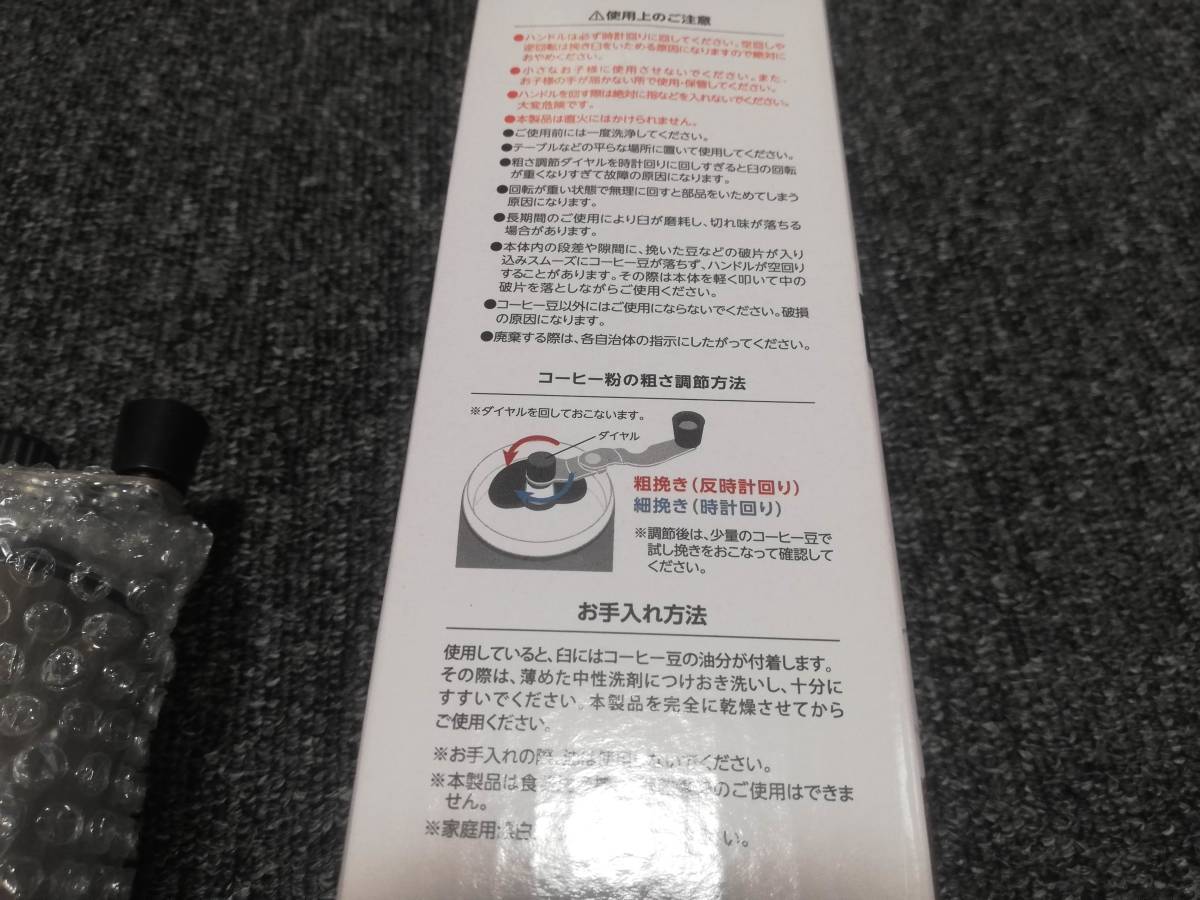 ⚠使用上のご注意
●ハンドルは必ず時計回りに回してください。空回しや
逆回転は挽き臼をいためる原因になりますので絶対に
おやめください。
●小さなお子様に使用させないでください。また、
お子様の手が届かない所で使用・保管してください。
●ハンドルを回す際は絶対に指などを入れないでください。
大変危険です。
●本製品は直火にはかけられません。
●ご使用前には一度洗浄してください。
●テーブルなどの平らな場所に置いて使用してください。
●粗さ調節ダイヤルを時計回りに回しすぎると臼の回転
が重くなりすぎて故障の原因になります。
●回転が重い状態で無理に回すと部品をいためてしまう
原因になります。
●長期間のご使用により臼が磨耗し、切れ味が落ちる
場合があります。
●本体内の段差や隙間に、挽いた豆などの破片が入り
込みスムーズにコーヒー豆が落ちず、ハンドルが空回り
することがあります。その際は本体を軽く叩いて中の
破片を落としながらご使用ください。
●コーヒー豆以外にはご使用にならないでください。破損
の原因になります。
●廃棄する際は、各自治体の指示にしたがってください。
コーヒー粉の粗さ調節方法
※ダイヤルを回しておこないます。
ダイヤル
粗挽き(反時計回り)
細挽き(時計回り)
※調節後は、少量のコーヒー豆で
試し挽きをおこなって確認して
ください。
お手入れ方法
使用していると、臼にはコーヒー豆の油分が付着します。
その際は、薄めた中性洗剤につけおき洗いし、十分に
すすいでください。本製品を完全に乾燥させてから
ご使用ください。
※お手入れの際、油は使用しないでください。
※本製品は食 のご使用はできま
せん。
※家庭用漂白 い。